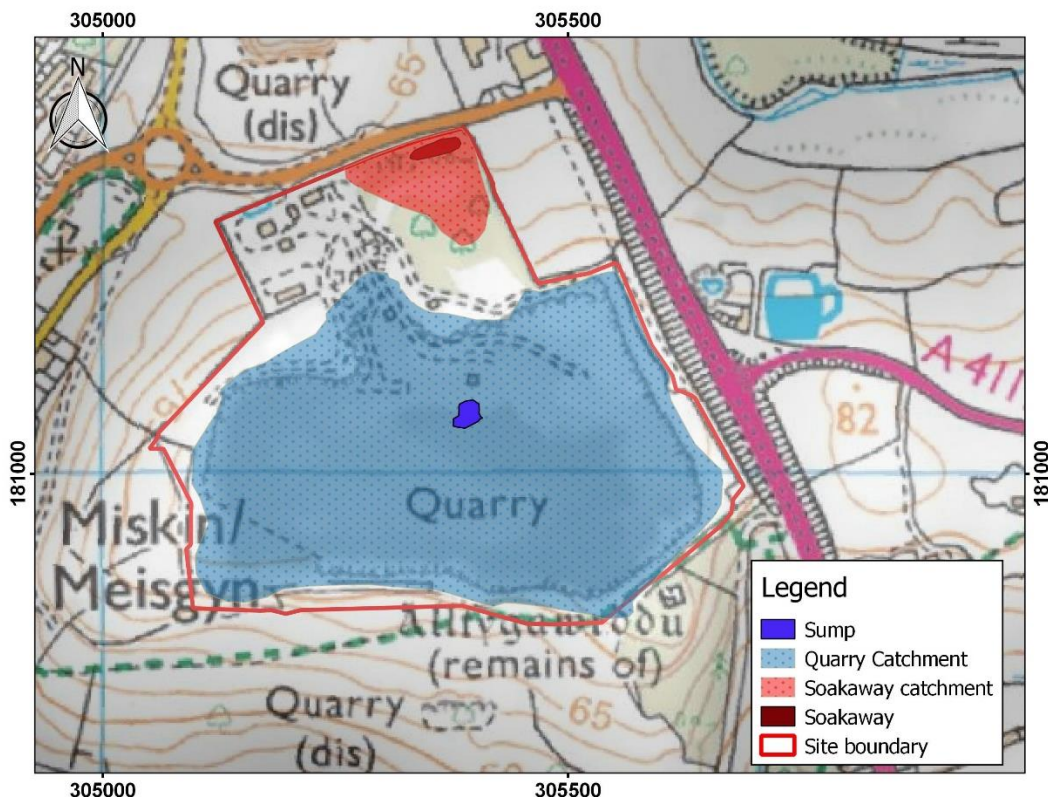 305000
305500
N
Quarry
(dis)
65
A 411
82
181000
181000
Quarry
Miskin/
Meisgyn
(remains of)
Quarry
(dis)
65
Legend
Sump
Quarry Catchment
Soakaway catchment
Soakaway
Site boundary
305000
305500